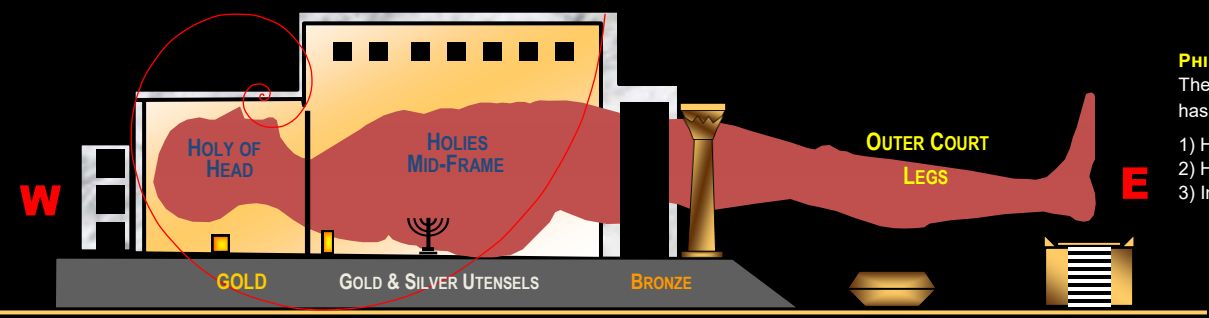 W
HOLY OF
HEAD
HOLIES
MID-FRAME
OUTER COURT
LEGS
E
GOLD
GOLD & SILVER UTENSELS
BRONZE
PHI
The
has
1) H
2) H
3) I